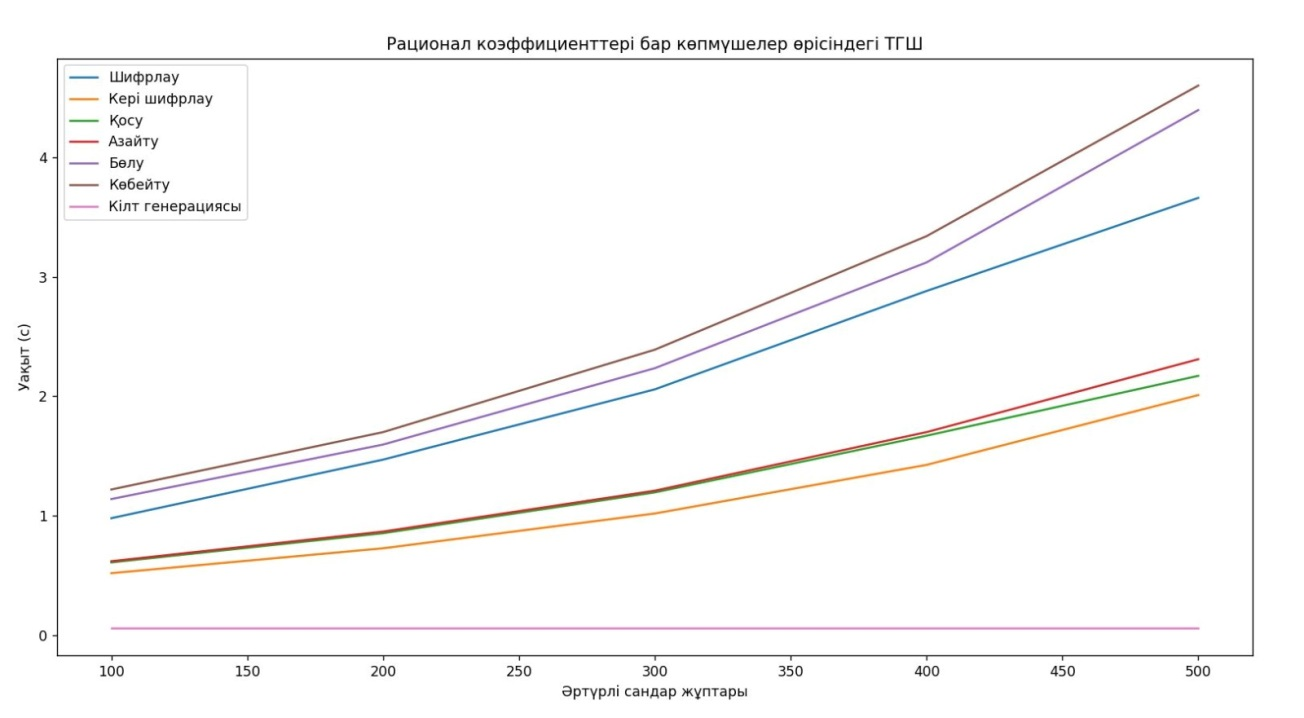 Рационал коэффициенттері бар көпмүшелер өрісіндегі ТГШ
Шифрлау
Кері шифрлау
Қосу
Азайту
Бөлу
Көбейту
Кілт генерациясы
4
3
2
1
0
Уақыт (с)
100 150 200 250 300 350 400 450 500
Әртүрлі сандар жұптары